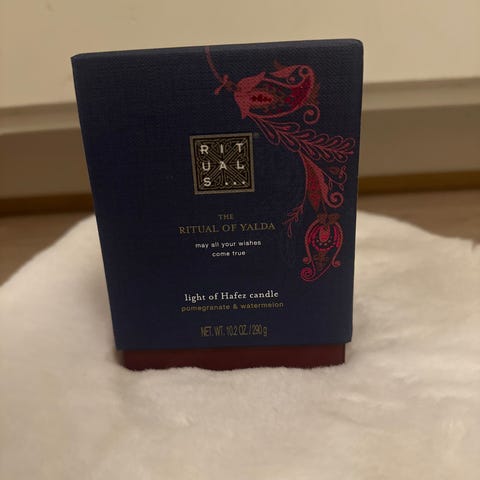 RIT
UAL
S...
THE
RITUAL OF YALDA
may all your wishes
come true
light of Hafez candle
pomegranate & watermelon
NET. WT. 10.2 OZ. / 290 g